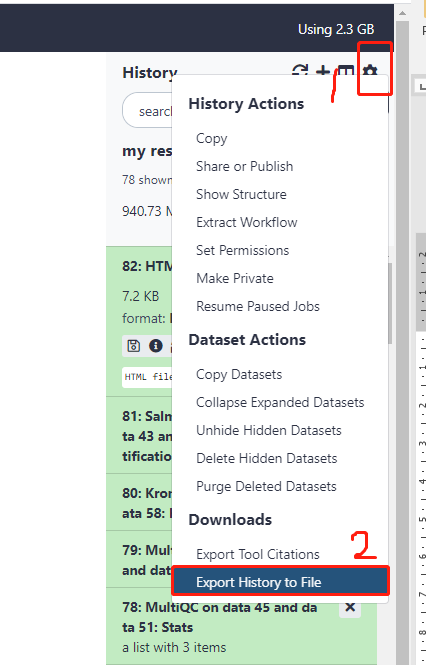 Using 2.3 GB
History
1
sear
History Actions
my res
Copy
78 shown
Share or Publish
Show Structure
940.73 M
Extract Workflow
Set Permissions
82: HTM
Make Private
7.2 KB
Resume Paused Jobs
format:
Dataset Actions
HTML file
Copy Datasets
81: Salm
Collapse Expanded Datasets
ta 43 an
Unhide Hidden Datasets
tificatio
Delete Hidden Datasets
80: Kron
Purge Deleted Datasets
ata 58:
Downloads
79: Mul
Export Tool Citations
2
and dat
Export History to File
78: MultiQC on data 45 and da
ta 51: Stats
a list with 3 items